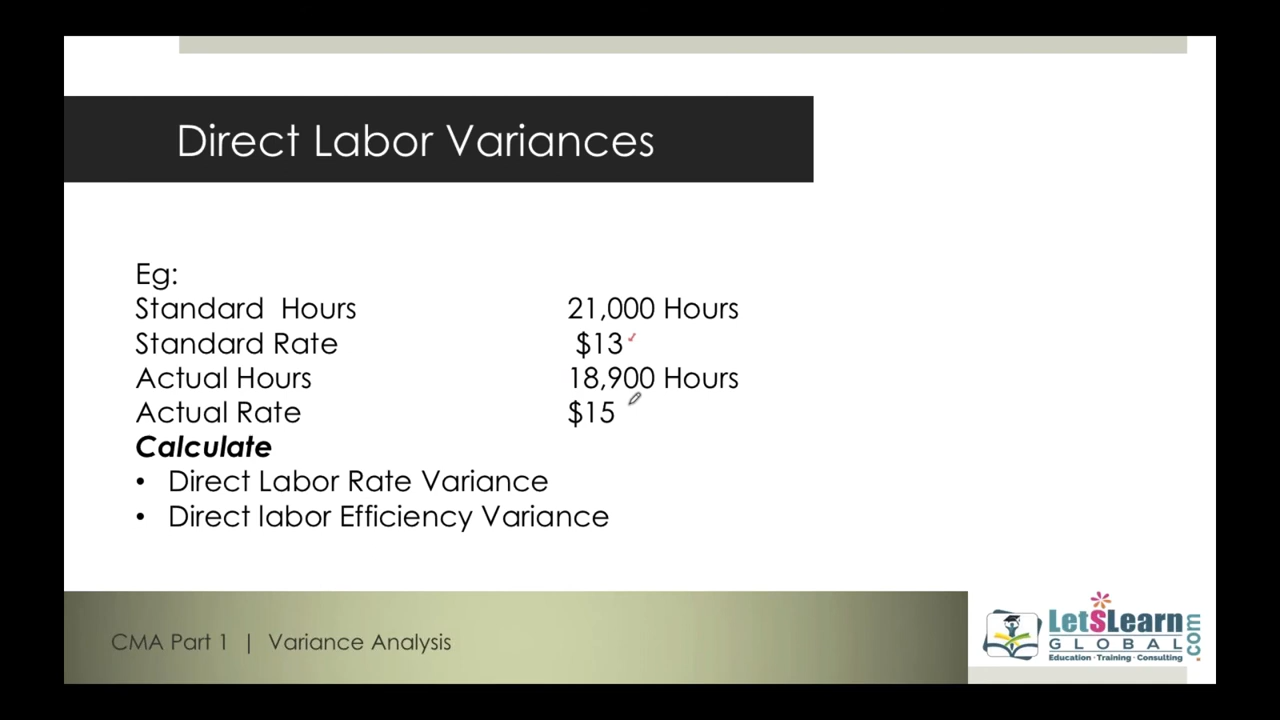 Direct Labor Variances
Eg:
Standard Hours 21,000 Hours
Standard Rate $13
Actual Hours 18,900 Hours
Actual Rate $15
Calculate
• Direct Labor Rate Variance
• Direct labor Efficiency Variance
CMA Part 1 | Variance Analysis
LetSLearn
GLOBAL
.com
Education · Training · Consulting